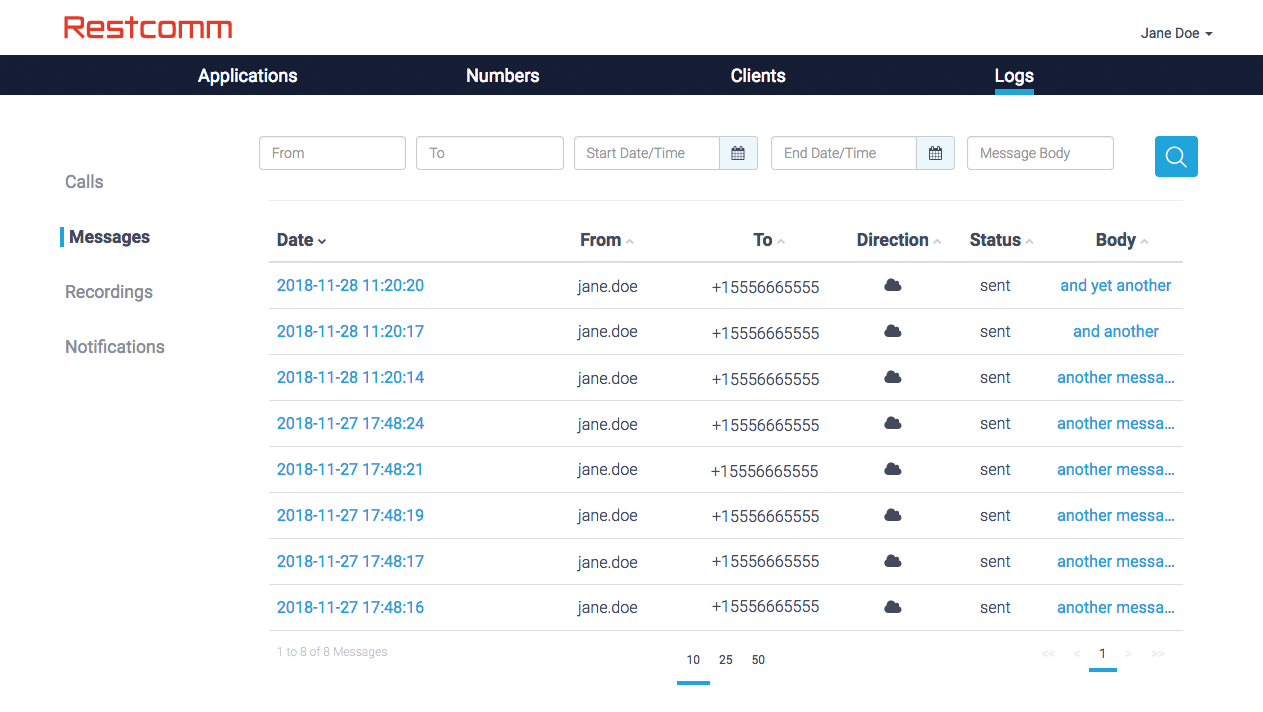 Restcomm
Jane Doe
Applications Numbers Clients Logs
From To Start Date/Time End Date/Time Message Body
Calls
Messages
Recordings
Notifications
Date From To Direction Status Body
2018-11-28 11:20:20 jane.doe +15556665555 sent and yet another
2018-11-28 11:20:17 jane.doe +15556665555 sent and another
2018-11-28 11:20:14 jane.doe +15556665555 sent another messa...
2018-11-27 17:48:24 jane.doe +15556665555 sent another messa...
2018-11-27 17:48:21 jane.doe +15556665555 sent another messa...
2018-11-27 17:48:19 jane.doe +15556665555 sent another messa...
2018-11-27 17:48:17 jane.doe +15556665555 sent another messa...
2018-11-27 17:48:16 jane.doe +15556665555 sent another messa...
1 to 8 of 8 Messages
10 25 50
<< < 1 > >>